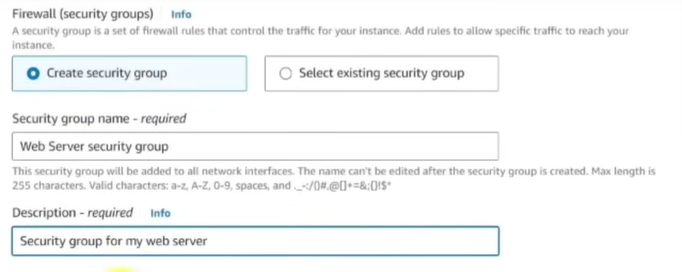 Firewall (security groups) Info
A security group is a set of firewall rules that control the traffic for your instance. Add rules to allow specific traffic to reach your
instance.
Create security group Select existing security group
Security group name - required
Web Server security group
This security group will be added to all network interfaces. The name can't be edited after the security group is created. Max length is
255 characters. Valid characters: a-z, A-Z, 0-9, spaces, and ._-:/()#,@[]+=&;{}!$*
Description - required Info
Security group for my web server